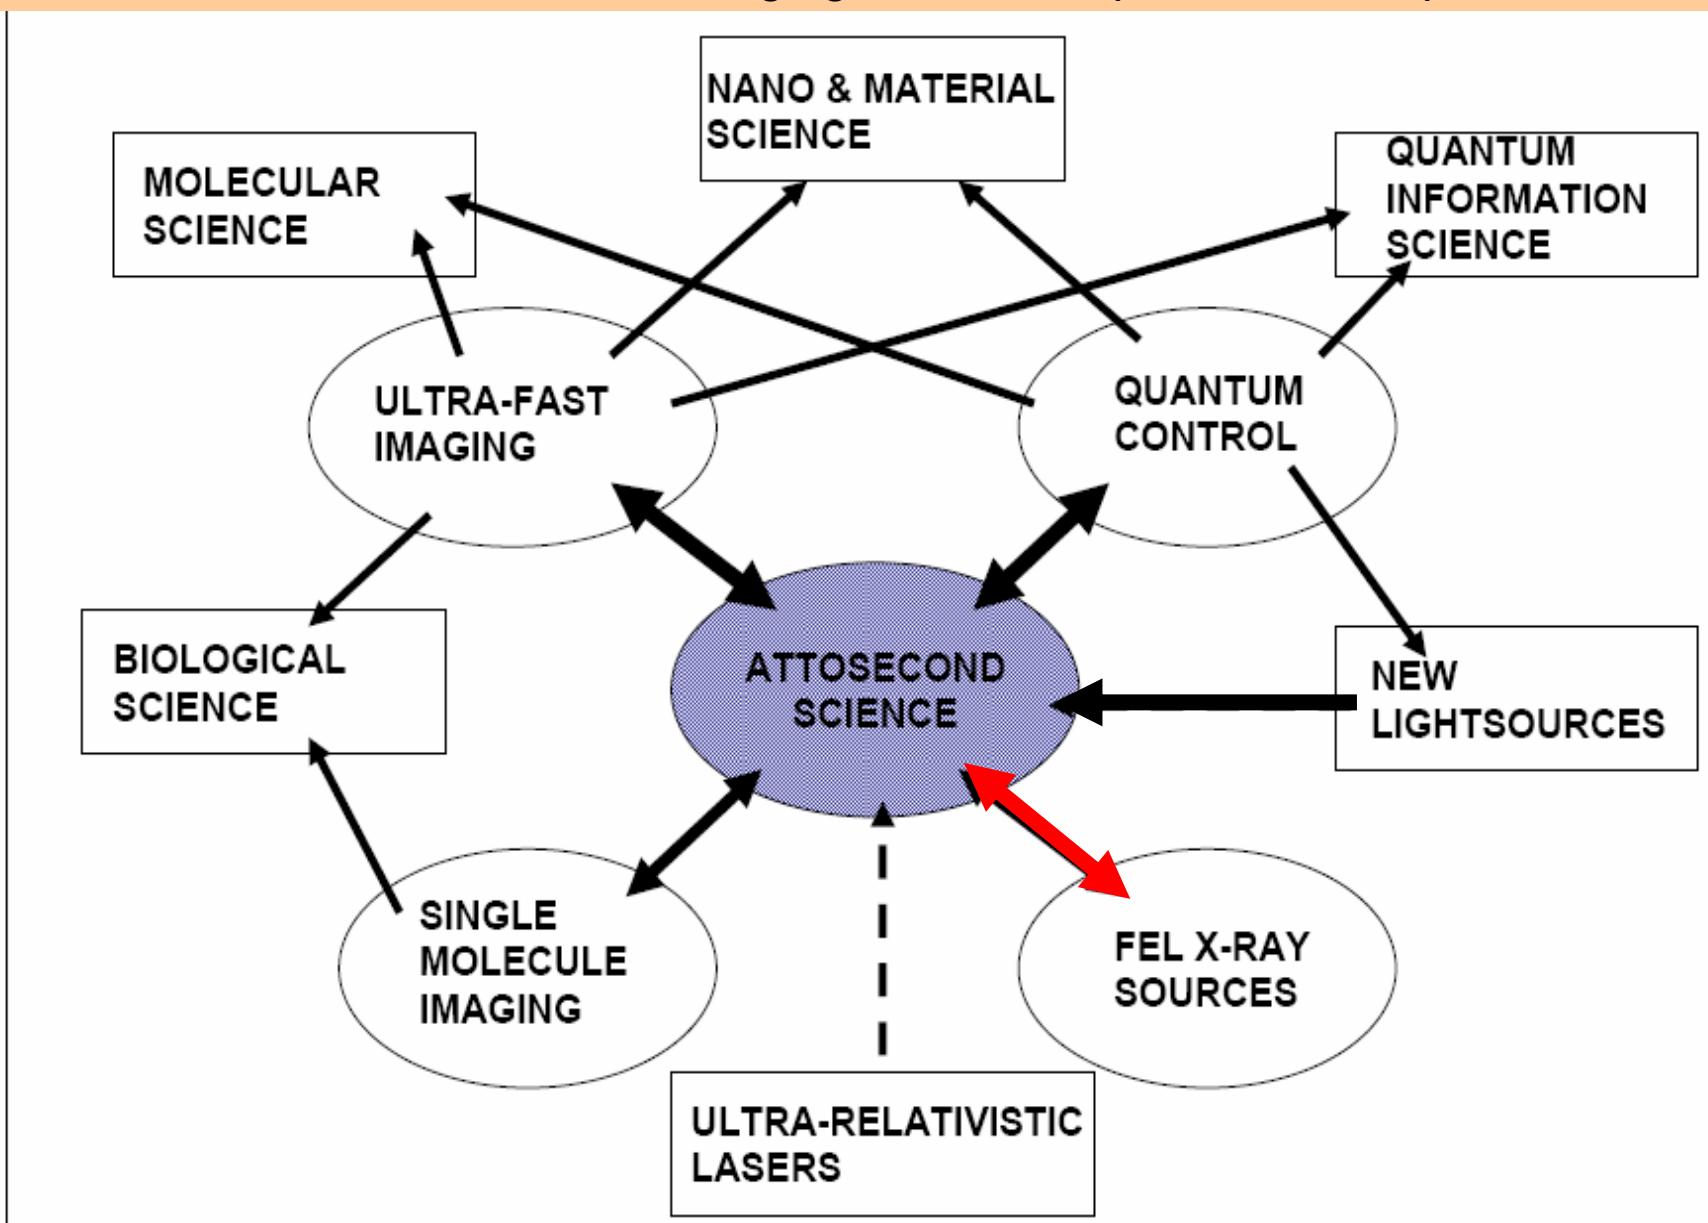 NANO & MATERIAL
SCIENCE
MOLECULAR
SCIENCE
QUANTUM
INFORMATION
SCIENCE
ULTRA-FAST
IMAGING
QUANTUM
CONTROL
BIOLOGICAL
SCIENCE
ATTOSECOND
SCIENCE
NEW
LIGHTSOURCES
SINGLE
MOLECULE
IMAGING
FEL X-RAY
SOURCES
ULTRA-RELATIVISTIC
LASERS